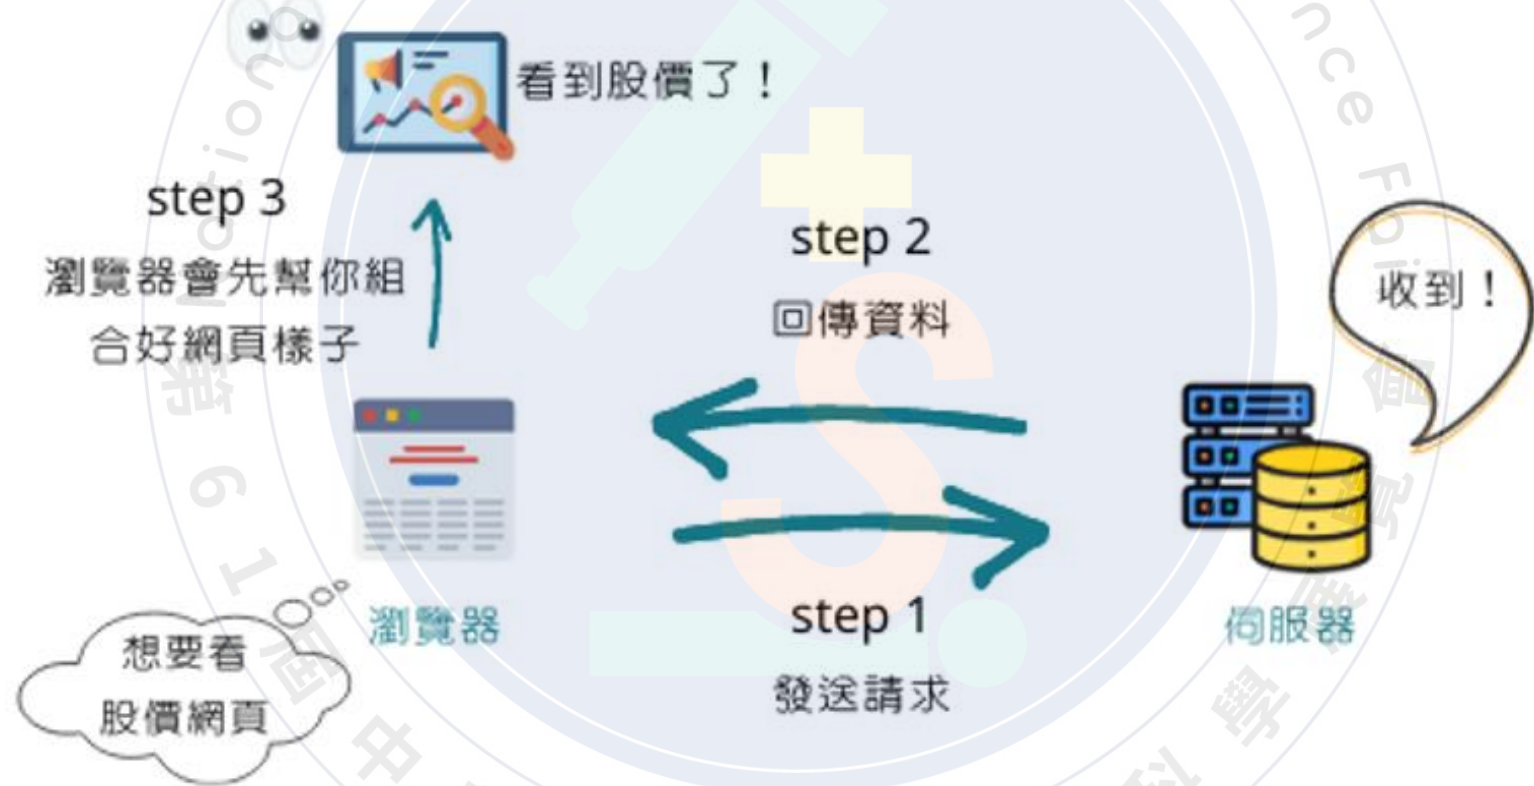 看到股價了！
step 3
瀏覽器會先幫你組
合好網頁樣子
step 2
回傳資料
收到！
step 1
發送請求
瀏覽器
伺服器
想要看
股價網頁